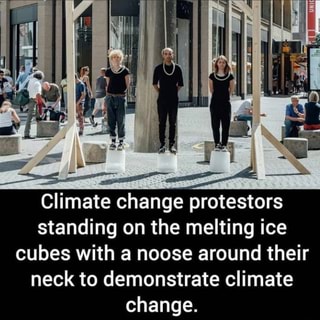 Climate change protestors
standing on the melting ice
cubes with a noose around their
neck to demonstrate climate
change.